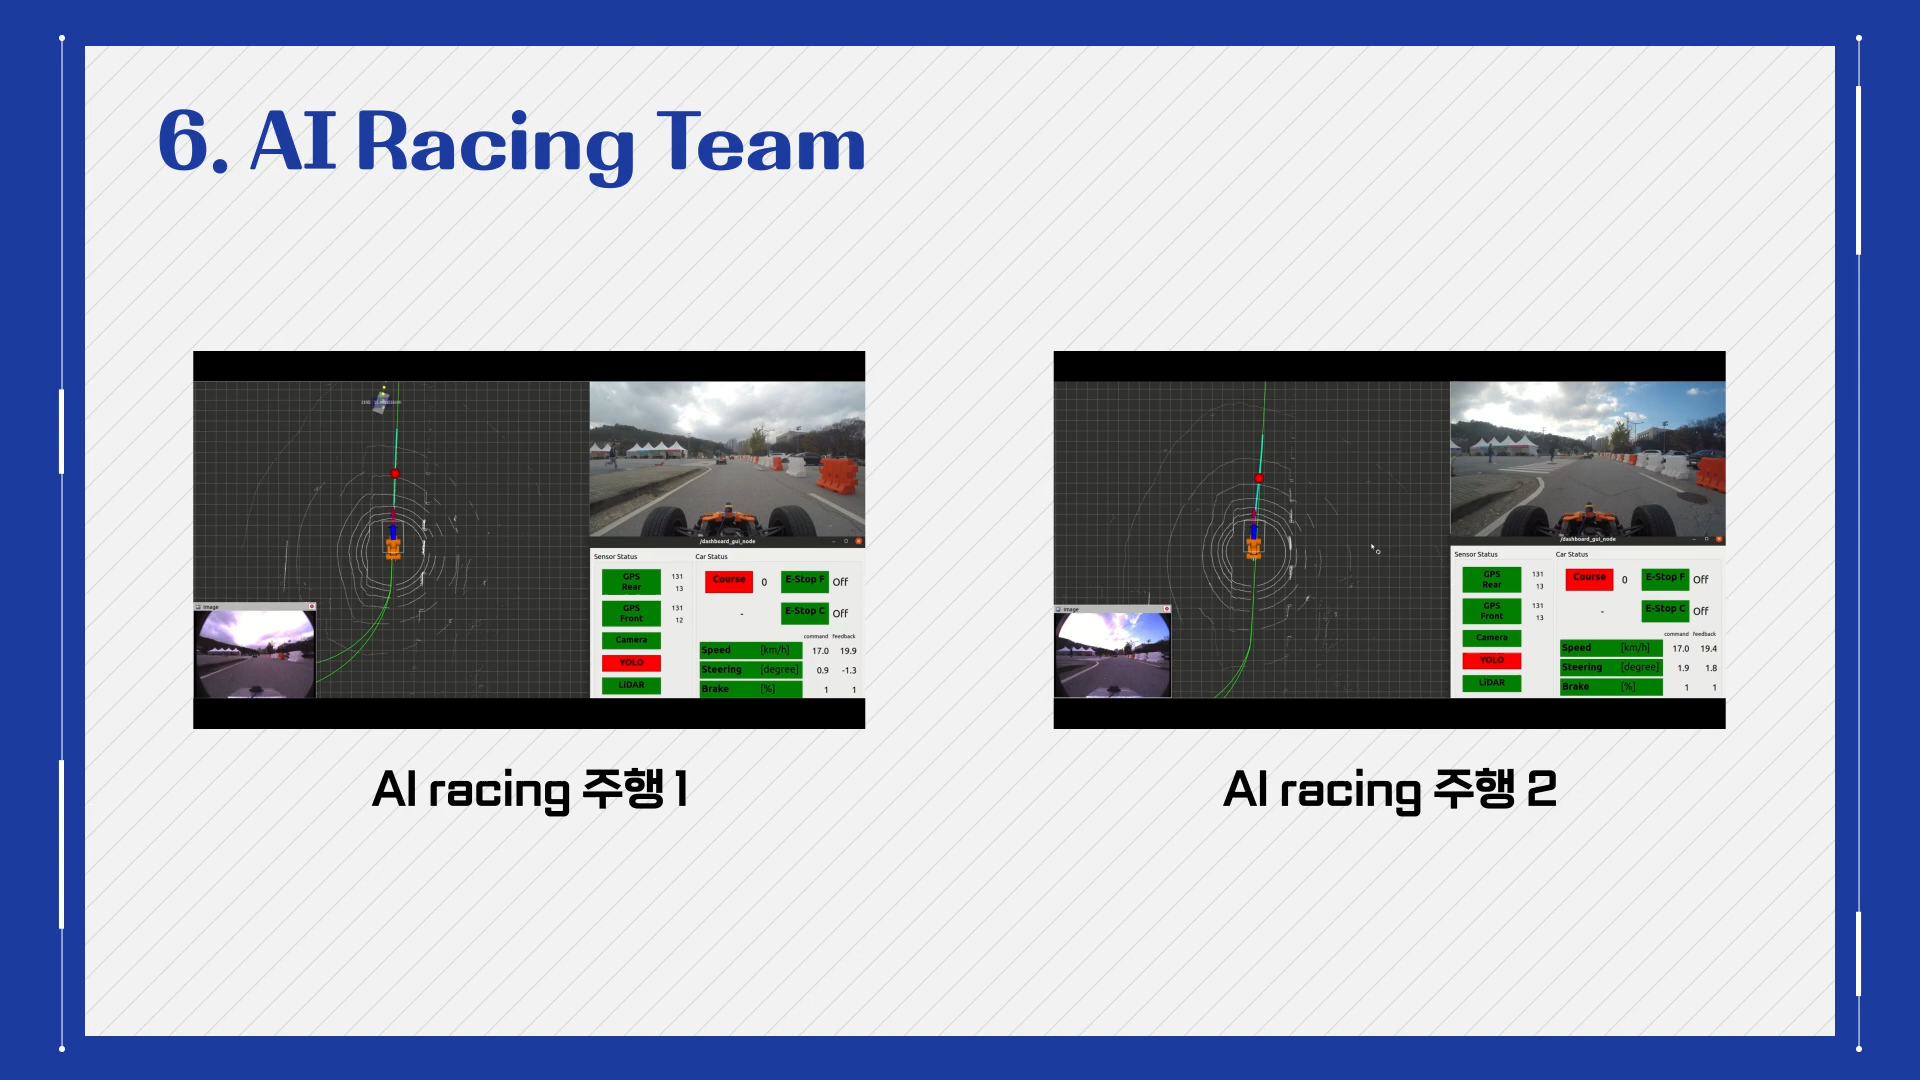 6. AI Racing Team
/dashboard_gui_node
Sensor Status
Car Status
GPS Rear
131
13
Course
0
E-Stop F
Off
GPS Front
131
12
-
E-Stop C
Off
Camera
command feedback
YOLO
Speed [km/h] 17.0 19.9
Steering [degree] 0.9 -1.3
LiDAR
Brake [%] 1 1
image
AI racing 주행 1
/dashboard_gui_node
Sensor Status
Car Status
GPS Rear
131
13
Course
0
E-Stop F
Off
GPS Front
131
13
-
E-Stop C
Off
Camera
command feedback
YOLO
Speed [km/h] 17.0 19.4
Steering [degree] 1.9 1.8
LiDAR
Brake [%] 1 1
image
AI racing 주행 2